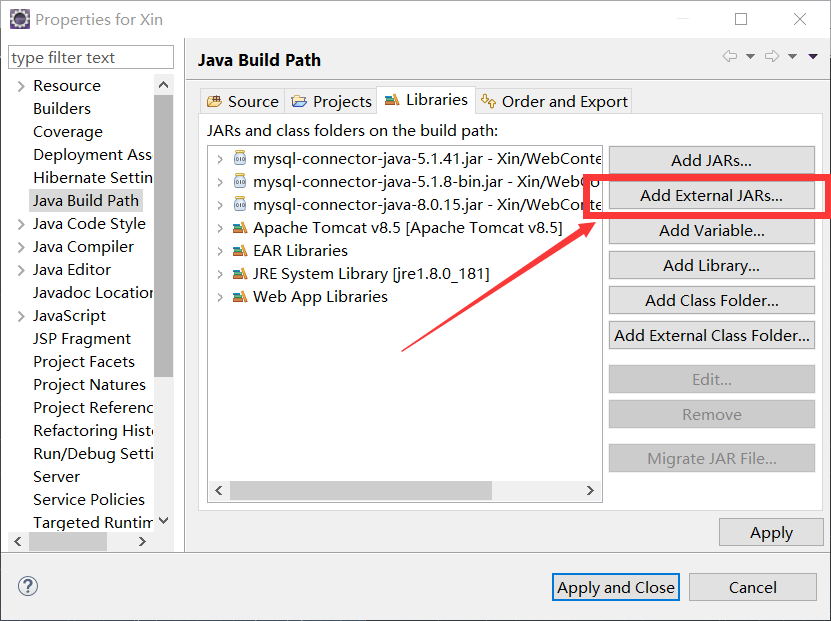 Properties for Xin
type filter text
Resource
Builders
Coverage
Deployment Ass
Hibernate Settin
Java Build Path
Java Code Style
Java Compiler
Java Editor
Javadoc Location
JavaScript
JSP Fragment
Project Facets
Project Natures
Project Referenc
Refactoring Histo
Run/Debug Setti
Server
Service Policies
Targeted Runtim
Java Build Path
Source Projects Libraries Order and Export
JARs and class folders on the build path:
mysql-connector-java-5.1.41.jar - Xin/WebConte
mysql-connector-java-5.1.8-bin.jar - Xin/WebCo
mysql-connector-java-8.0.15.jar - Xin/WebConte
Apache Tomcat v8.5 [Apache Tomcat v8.5]
EAR Libraries
JRE System Library [jre1.8.0_181]
Web App Libraries
Add JARs...
Add External JARs...
Add Variable...
Add Library...
Add Class Folder...
Add External Class Folder...
Edit...
Remove
Migrate JAR File...
Apply
Apply and Close
Cancel